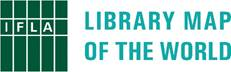 IFLA
LIBRARY MAP
OF THE WORLD